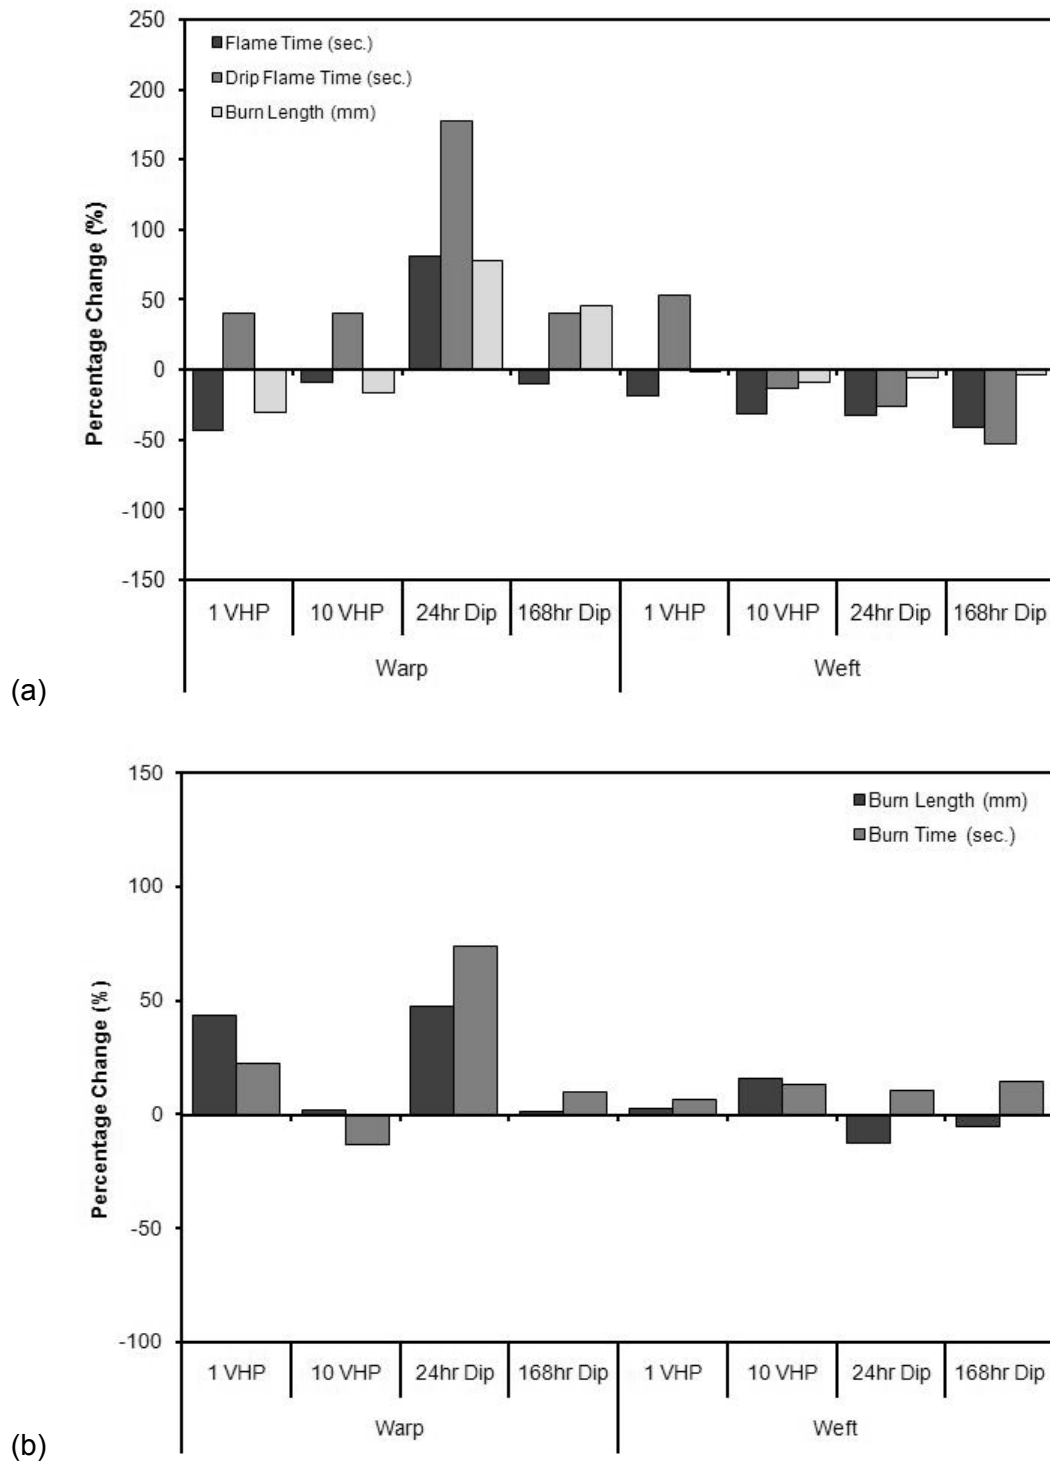 250
200
150
100
50
0
-50
-100
-150
Percentage Change (%)
Flame Time (sec.)
Drip Flame Time (sec.)
Burn Length (mm)
1 VHP 10 VHP 24hr Dip 168hr Dip 1 VHP 10 VHP 24hr Dip 168hr Dip
Warp Weft
(a)
150
100
50
0
-50
-100
Percentage Change (%)
Burn Length (mm)
Burn Time (sec.)
1 VHP 10 VHP 24hr Dip 168hr Dip 1 VHP 10 VHP 24hr Dip 168hr Dip
Warp Weft
(b)